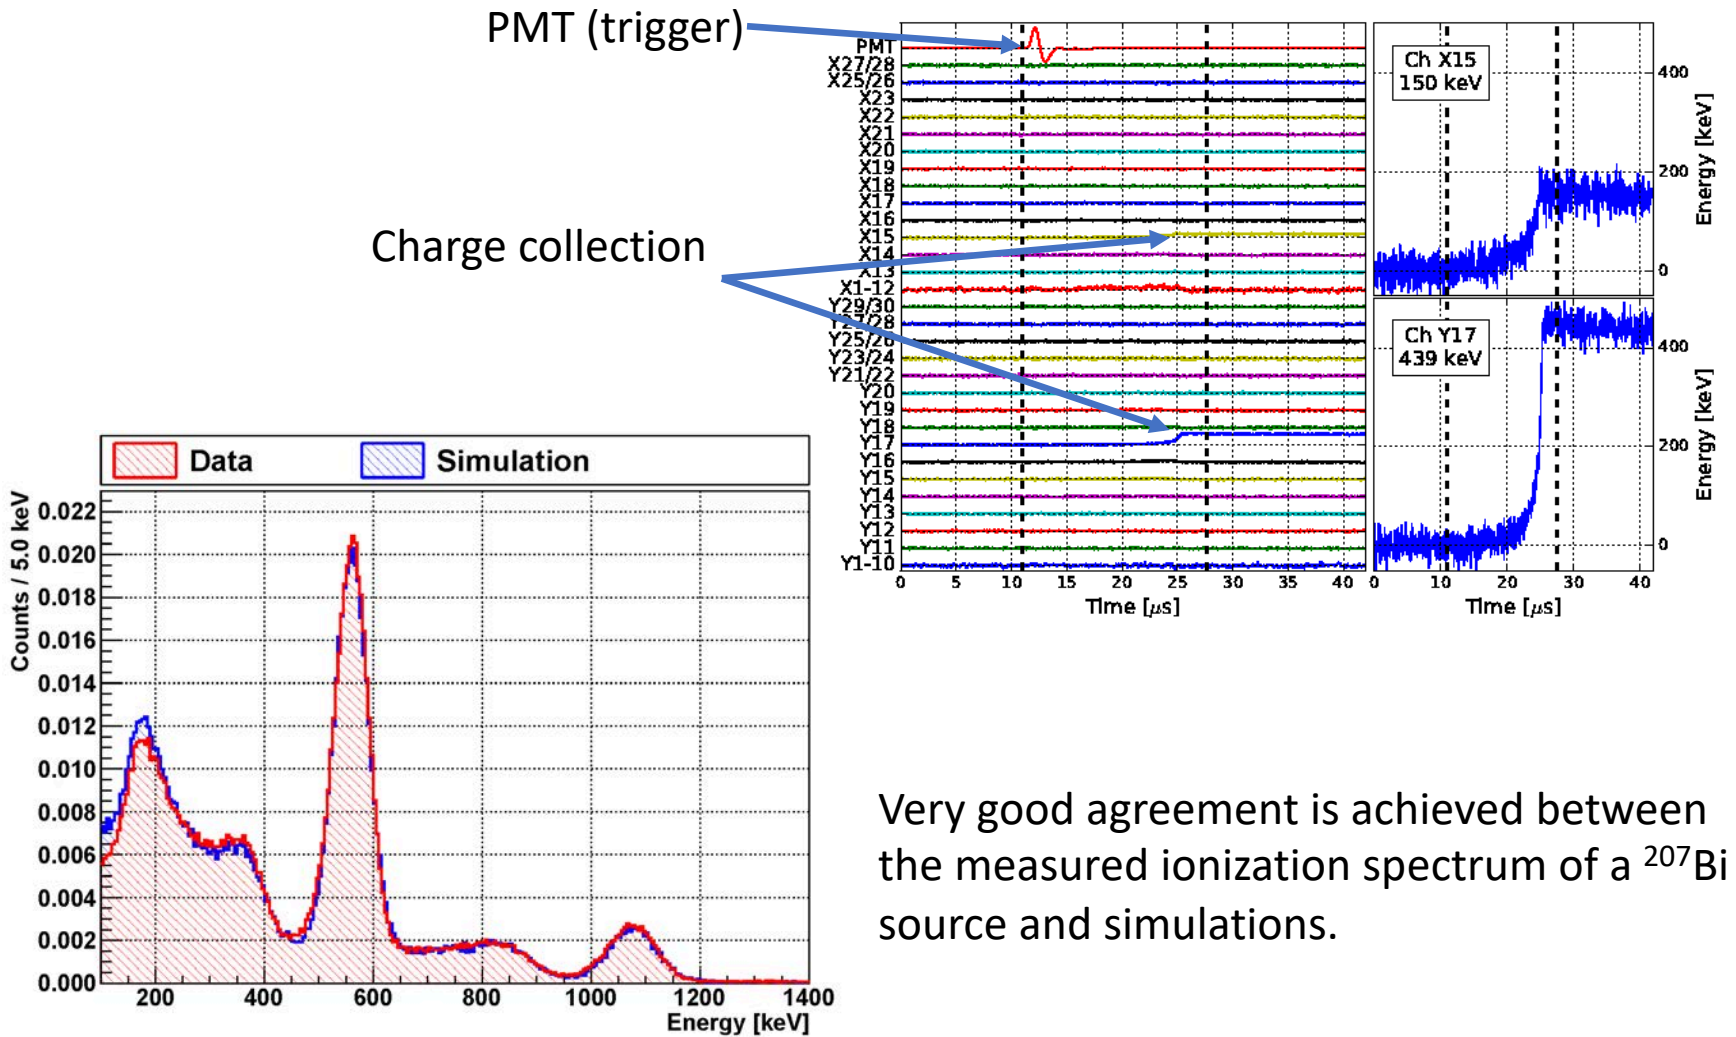 PMT (trigger)
Charge collection
PMT
X27/28
X25/26
X23
X22
X21
X20
X19
X18
X17
X16
X15
X14
X13
X1-12
Y29/30
Y27/28
Y25/26
Y23/24
Y21/22
Y20
Y19
Y18
Y17
Y16
Y15
Y14
Y13
Y12
Y11
Y1-10
0 5 10 15 20 25 30 35 40
Time [μs]
Ch X15
150 keV
400
200
0
Energy [keV]
Ch Y17
439 keV
400
200
0
Energy [keV]
0 10 20 30 40
Time [μs]
Data
Simulation
Counts / 5.0 keV
0.022
0.020
0.018
0.016
0.014
0.012
0.010
0.008
0.006
0.004
0.002
0.000
200 400 600 800 1000 1200 1400
Energy [keV]
Very good agreement is achieved between
the measured ionization spectrum of a ²⁰⁷Bi
source and simulations.